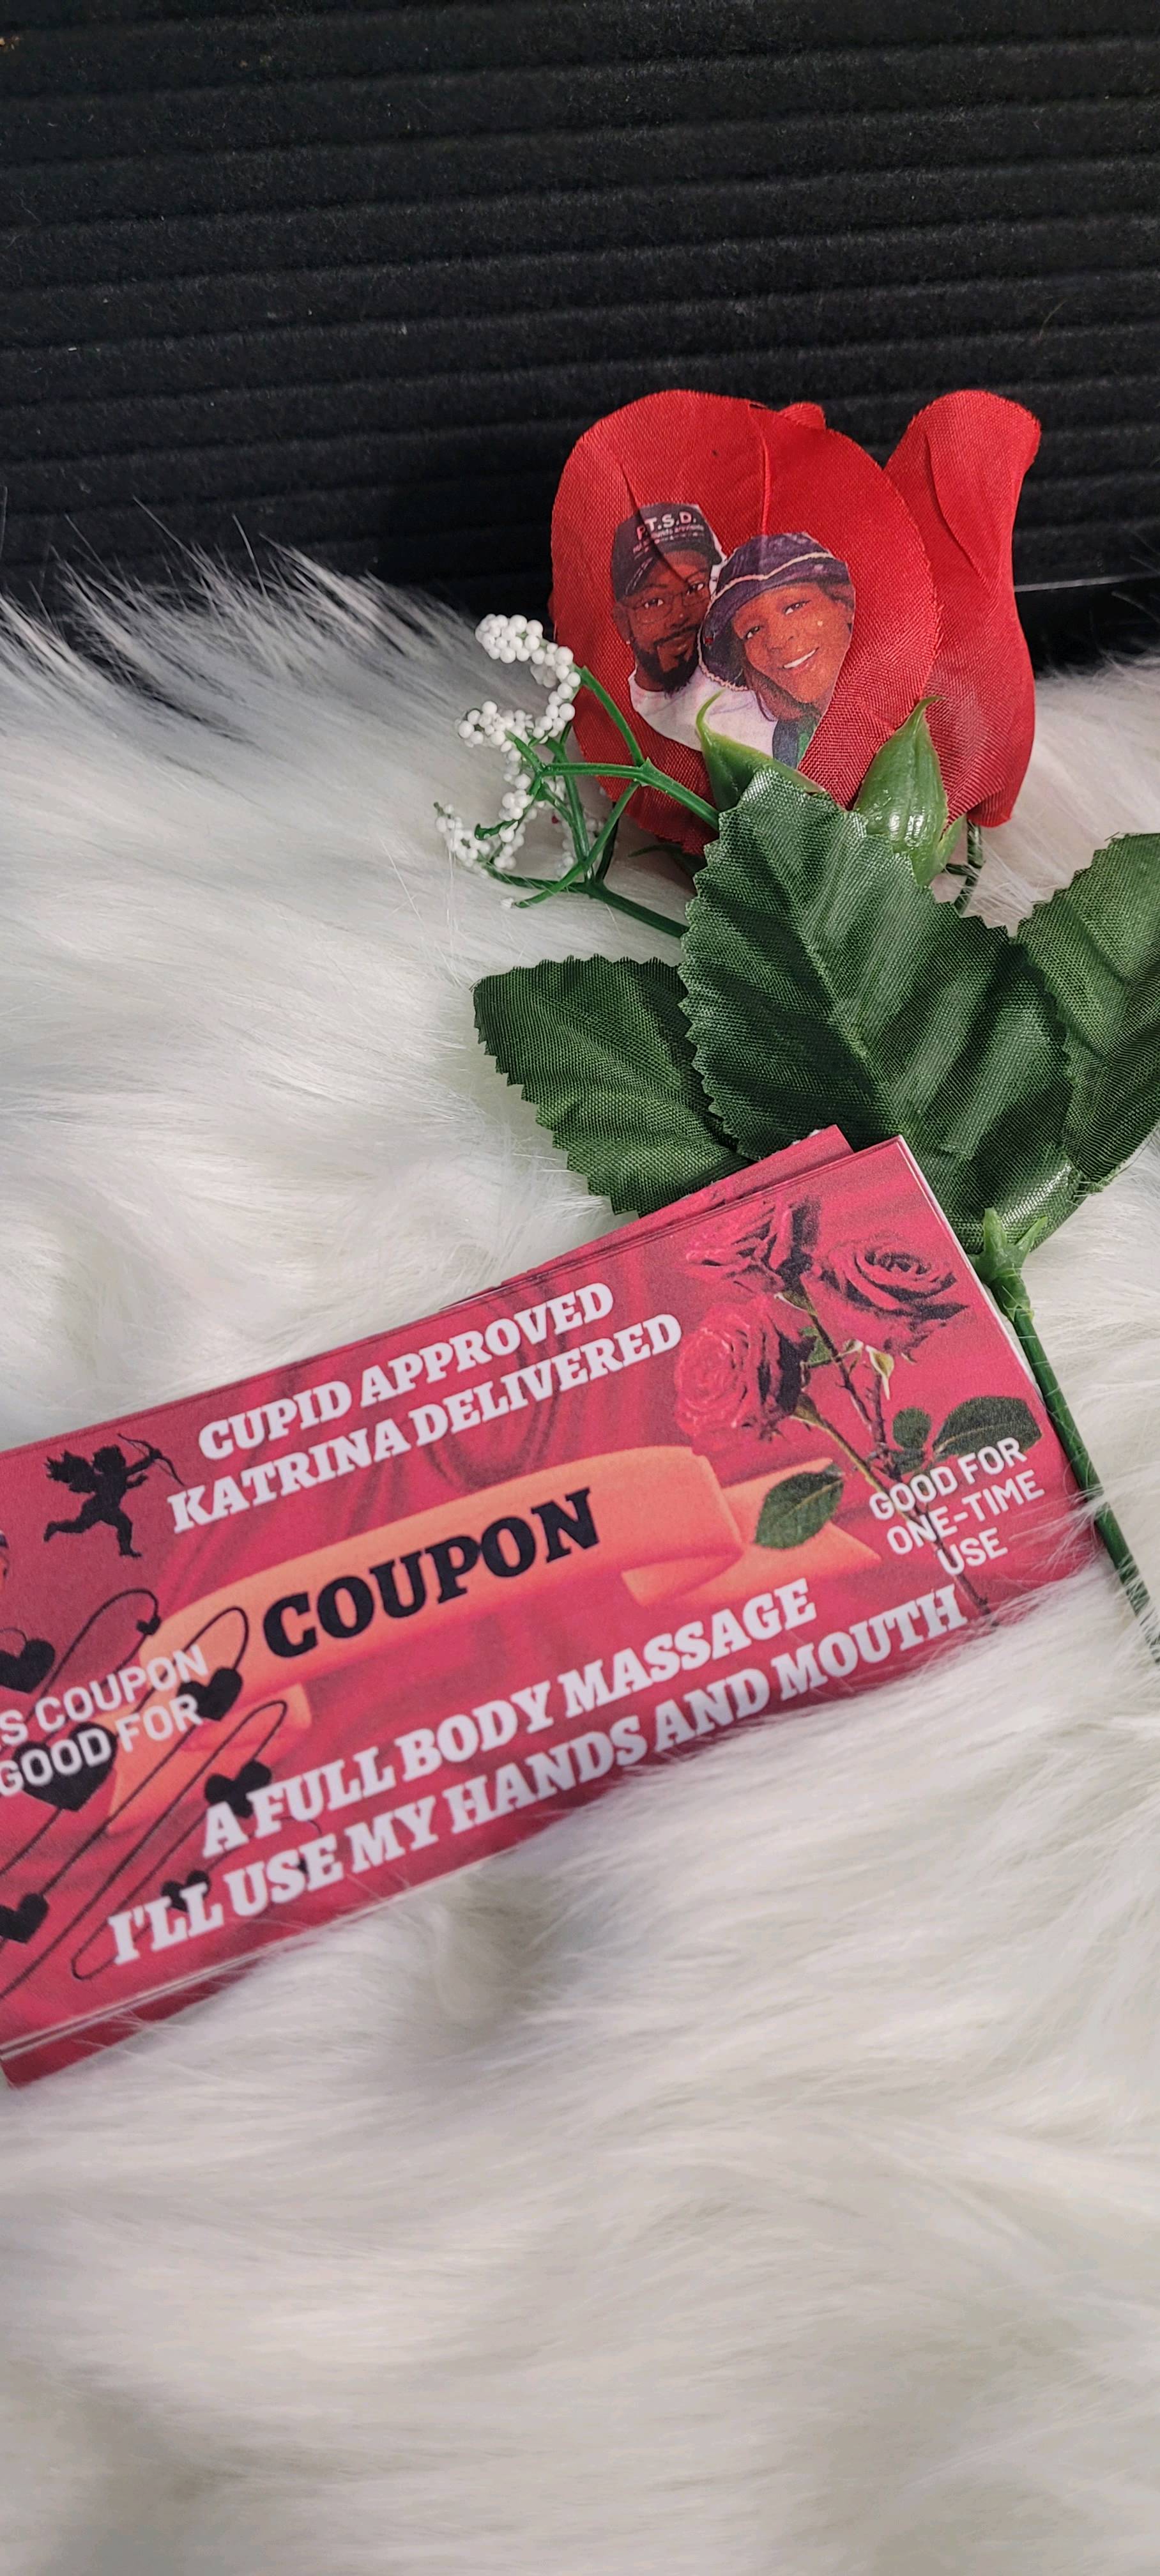 P.T.S.D.
CUPID APPROVED
KATRINA DELIVERED
COUPON
GOOD FOR
ONE-TIME
USE
S COUPON
GOOD FOR
A FULL BODY MASSAGE
I'LL USE MY HANDS AND MOUTH